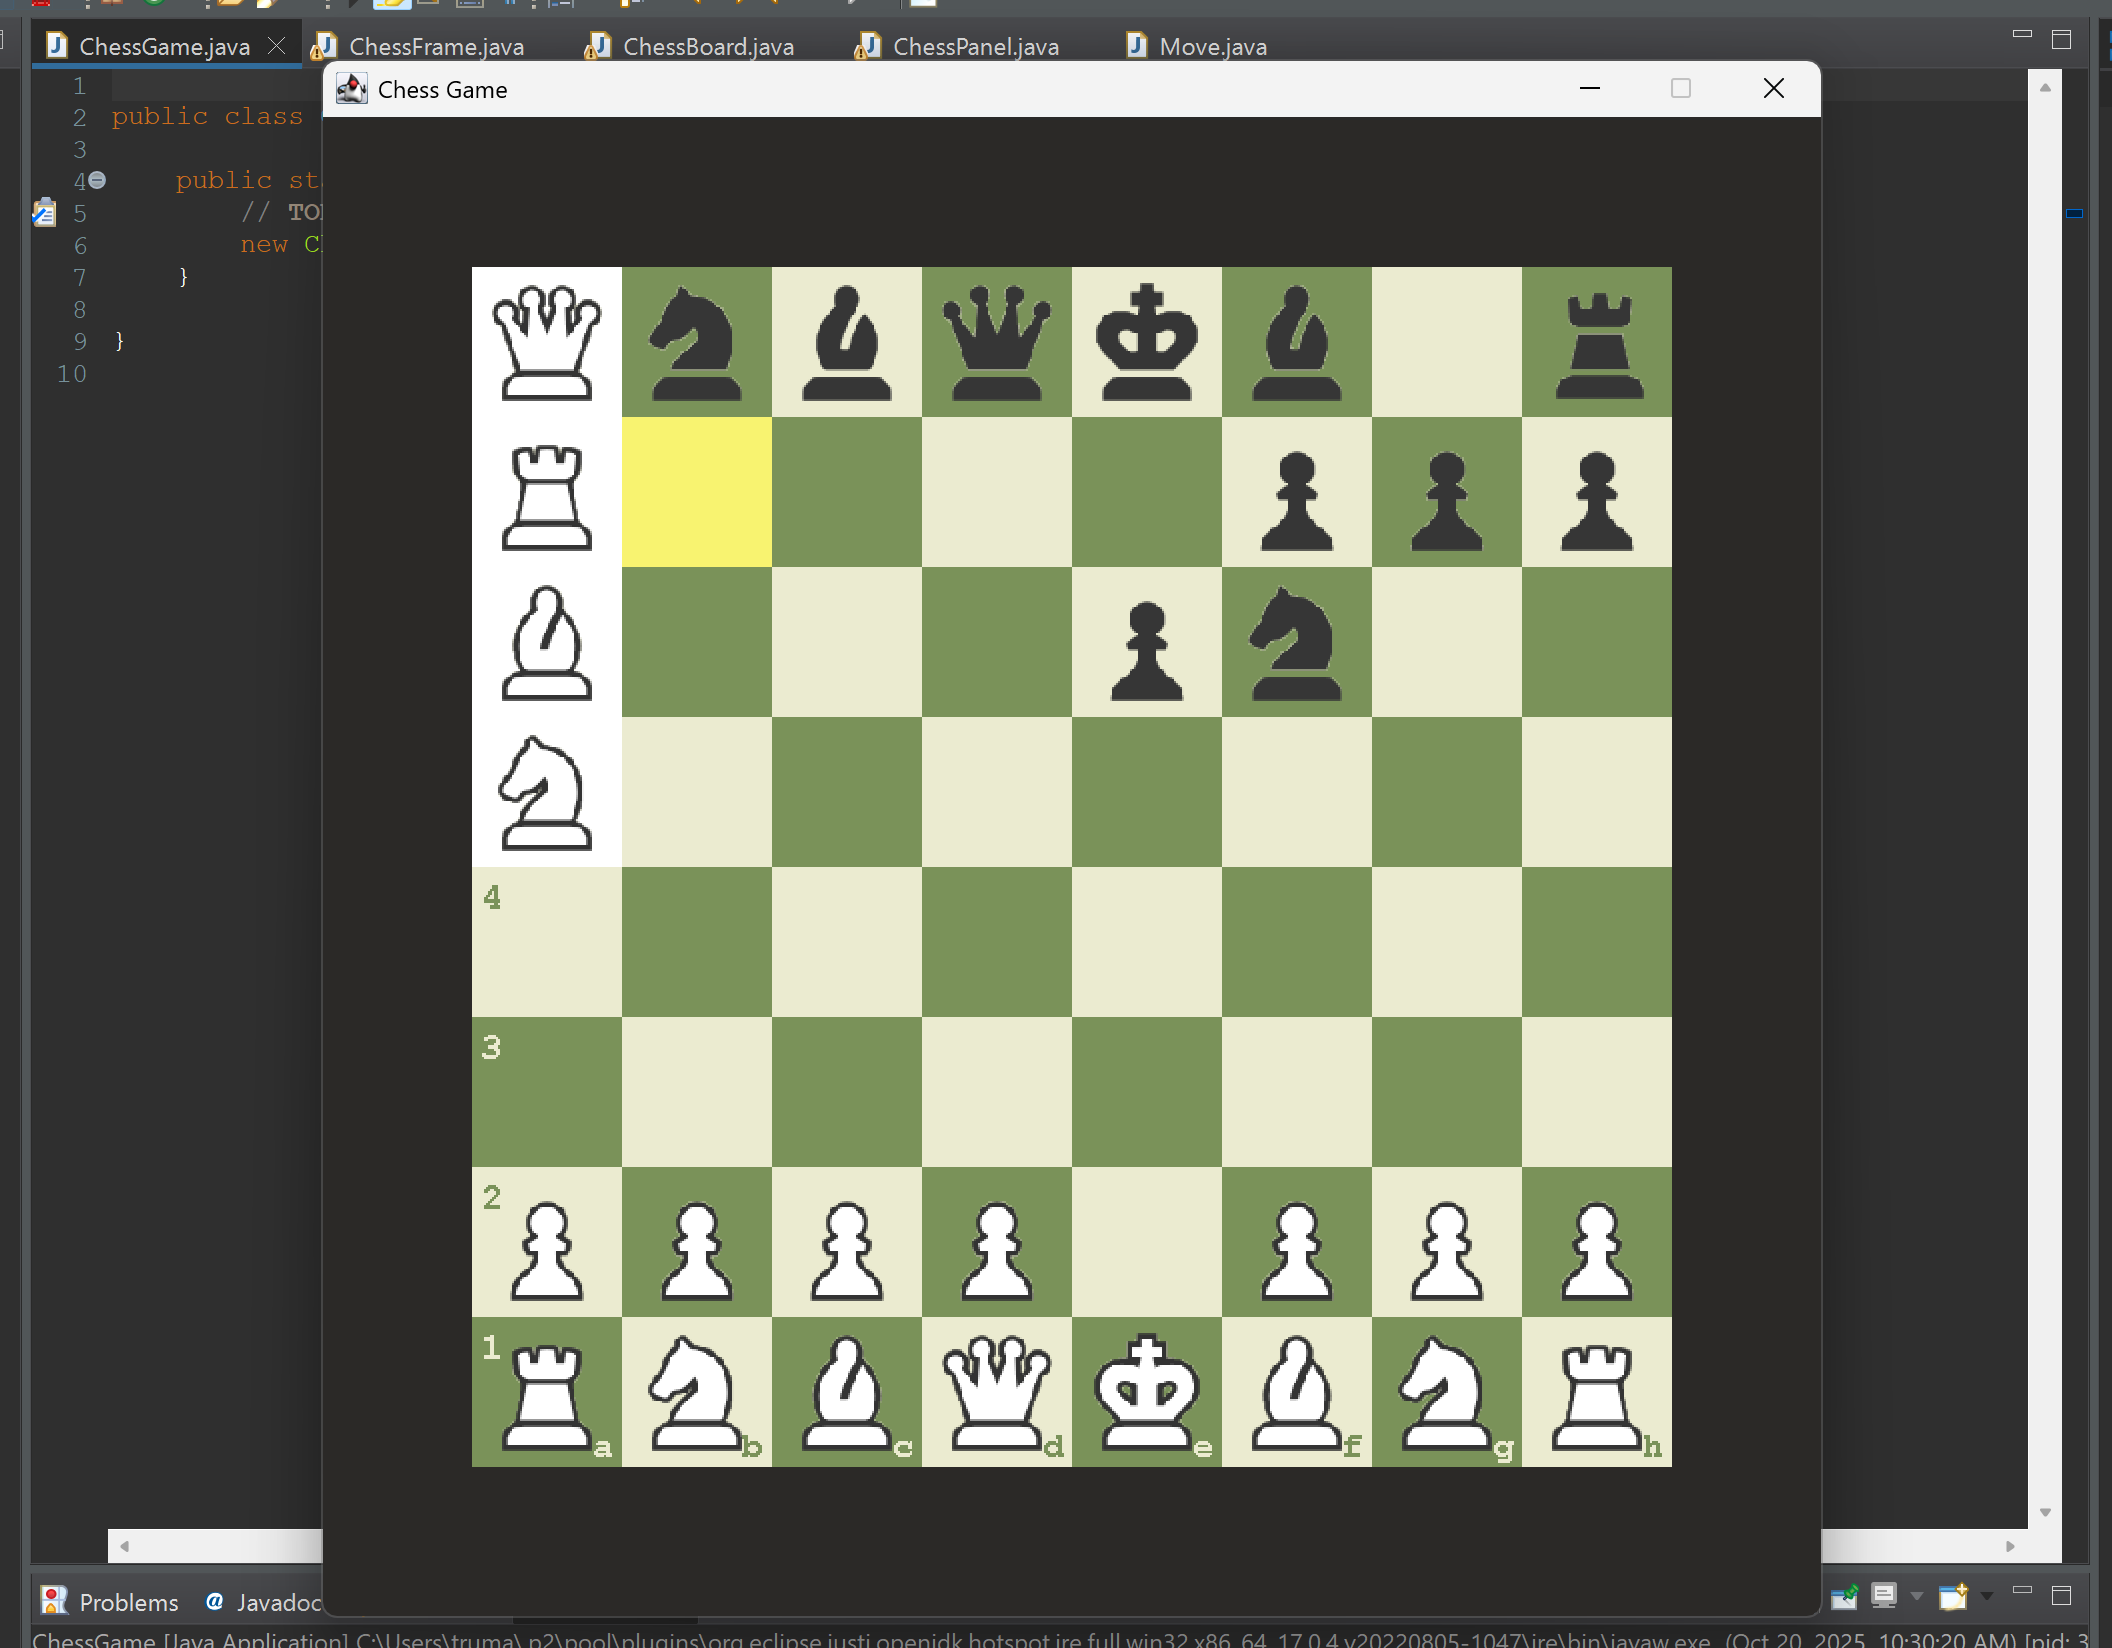 ChessGame.java ChessFrame.java ChessBoard.java ChessPanel.java Move.java
Chess Game
1
2 public class
3
4 public sta
5 // TOD
6 new Ch
7 }
8
9 }
10
4
3
2
1
a b c d e f g h
Problems @ Javadoc
ChessGame [Java Application] C:\Users\truma\.p2\pool\plugins\org.eclipse.justj.openjdk.hotspot.jre.full.win32.x86_64_17.0.4.v20220805-1047\jre\bin\javaw.exe (Oct 20, 2025, 10:30:20 AM) [pid: 3